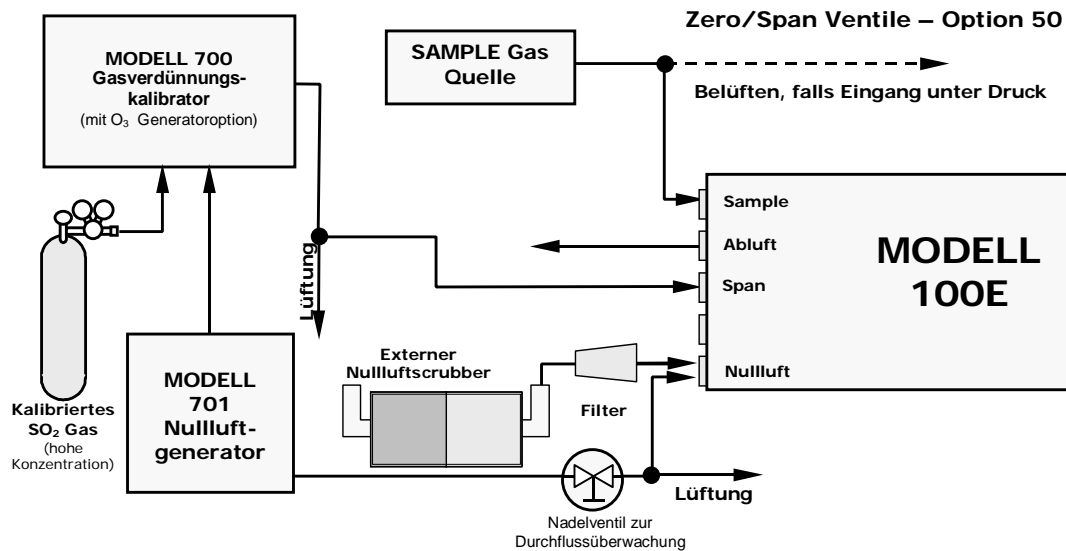 Zero/Span Ventile – Option 50
MODELL 700
Gasverdünnungs-
kalibrator
(mit O₃ Generatoroption)
SAMPLE Gas
Quelle
Belüften, falls Eingang unter Druck
Sample
Abluft
Span
Nullluft
MODELL
100E
Lüftung
Kalibriertes
SO₂ Gas
(hohe
Konzentration)
MODELL
701
Nullluft-
generator
Externer
Nullluftscrubber
Filter
Lüftung
Nadelventil zur
Durchflussüberwachung